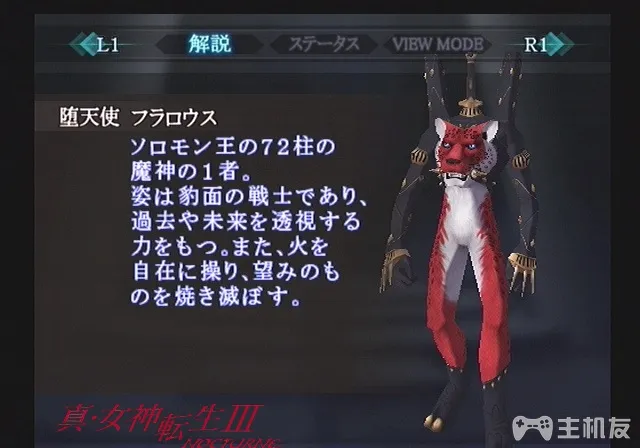 L1 解説 ステータス VIEW MODE R1
堕天使 フラロウス
ソロモン王の72柱の
魔神の1者。
姿は豹面の戦士であり、
過去や未来を透視する
力をもつ。また、火を
自在に操り、望みのも
のを焼き滅ぼす。
真・女神転生III
NOCTURNE
主机友